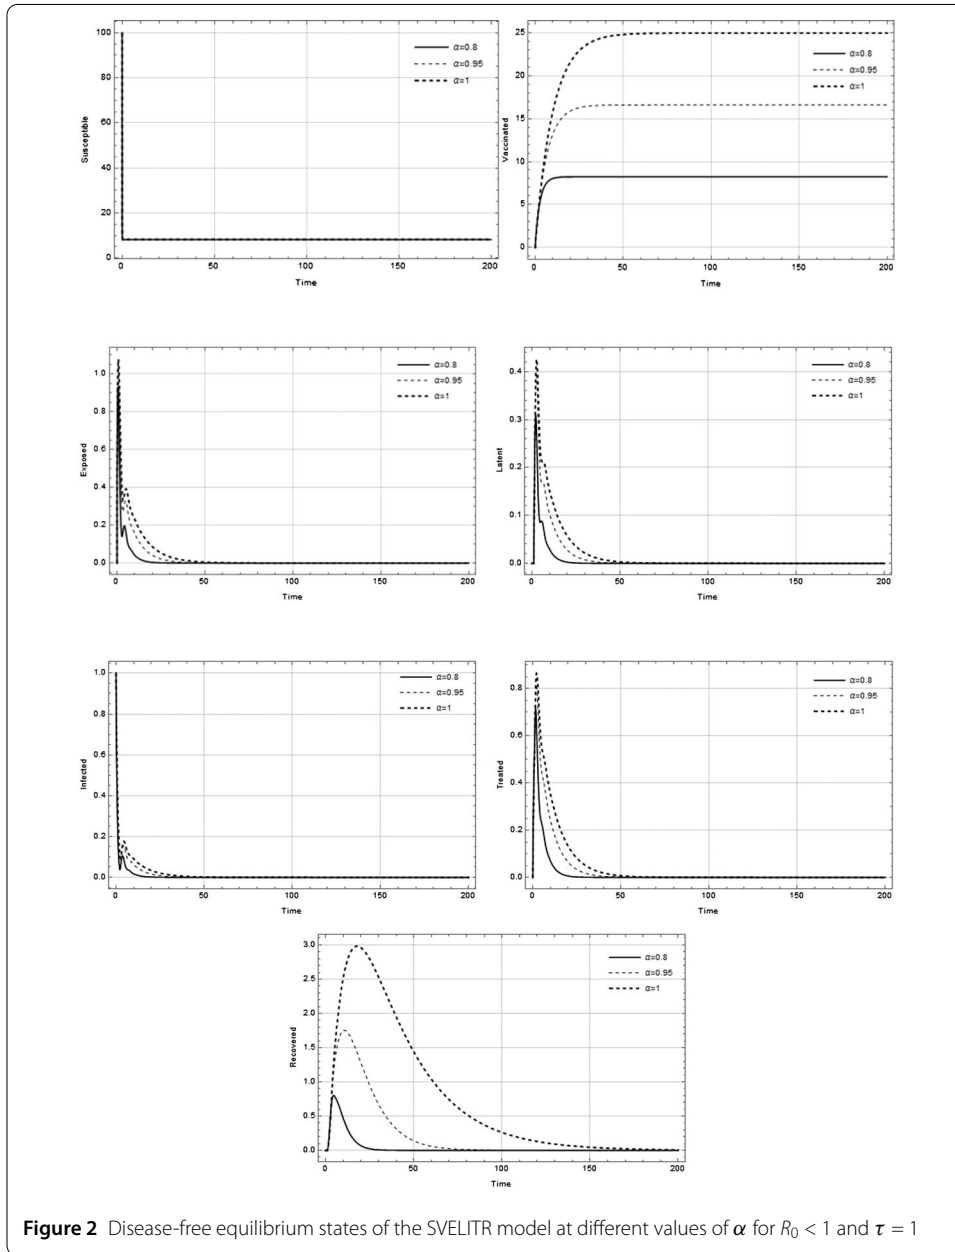 100
80
60
40
20
0
Susceptible
α=0.8
α=0.95
α=1
0 50 100 150 200
Time
25
20
15
10
5
0
Vaccinated
α=0.8
α=0.95
α=1
0 50 100 150 200
Time
1.0
0.8
0.6
0.4
0.2
0.0
Exposed
α=0.8
α=0.95
α=1
0 50 100 150 200
Time
0.4
0.3
0.2
0.1
0.0
Latent
α=0.8
α=0.95
α=1
0 50 100 150 200
Time
1.0
0.8
0.6
0.4
0.2
0.0
Infected
α=0.8
α=0.95
α=1
0 50 100 150 200
Time
0.8
0.6
0.4
0.2
0.0
Treated
α=0.8
α=0.95
α=1
0 50 100 150 200
Time
3.0
2.5
2.0
1.5
1.0
0.5
0.0
Recovered
α=0.8
α=0.95
α=1
0 50 100 150 200
Time
Figure 2 Disease-free equilibrium states of the SVELITR model at different values of α for R₀ < 1 and τ = 1